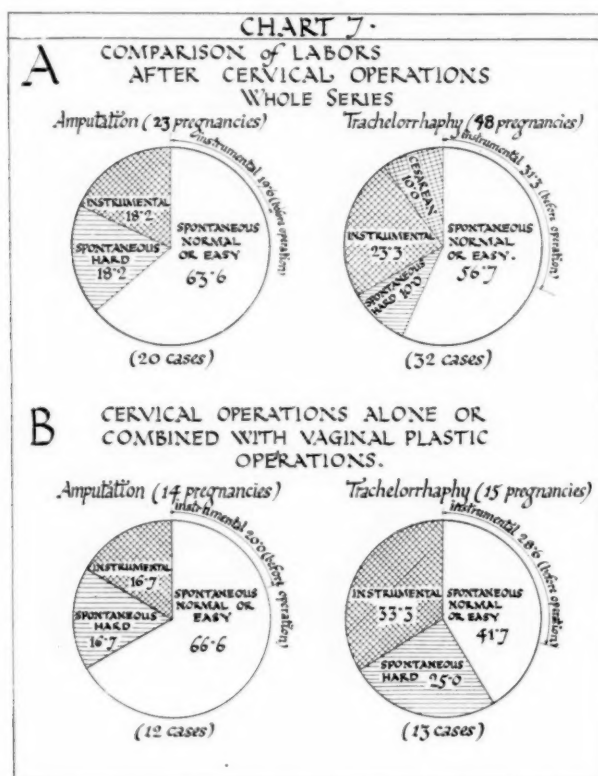 CHART 7.
A COMPARISON of LABORS
AFTER CERVICAL OPERATIONS
WHOLE SERIES
Amputation (23 pregnancies)
instrumental 19·0 (before operation)
INSTRUMENTAL
18·2
SPONTANEOUS
HARD
18·2
SPONTANEOUS
NORMAL
OR EASY
63·6
(20 cases)
Trachelorrhaphy (48 pregnancies)
instrumental 31·3 (before operation)
CESAREAN
10·0
INSTRUMENTAL
23·3
SPONTANEOUS
HARD 10·0
SPONTANEOUS
NORMAL
OR EASY.
56·7
(32 cases)
B CERVICAL OPERATIONS ALONE OR
COMBINED WITH VAGINAL PLASTIC
OPERATIONS.
Amputation (14 pregnancies)
instrumental 20·0 (before operation)
INSTRUMENTAL
16·7
SPONTANEOUS
HARD
16·7
SPONTANEOUS
NORMAL OR
EASY
66·6
(12 cases)
Trachelorrhaphy (15 pregnancies)
instrumental 28·6 (before operation)
INSTRUMENTAL
33·3
SPONTANEOUS
HARD 25·0
SPONTANEOUS
NORMAL
OR EASY
41·7
(13 cases)